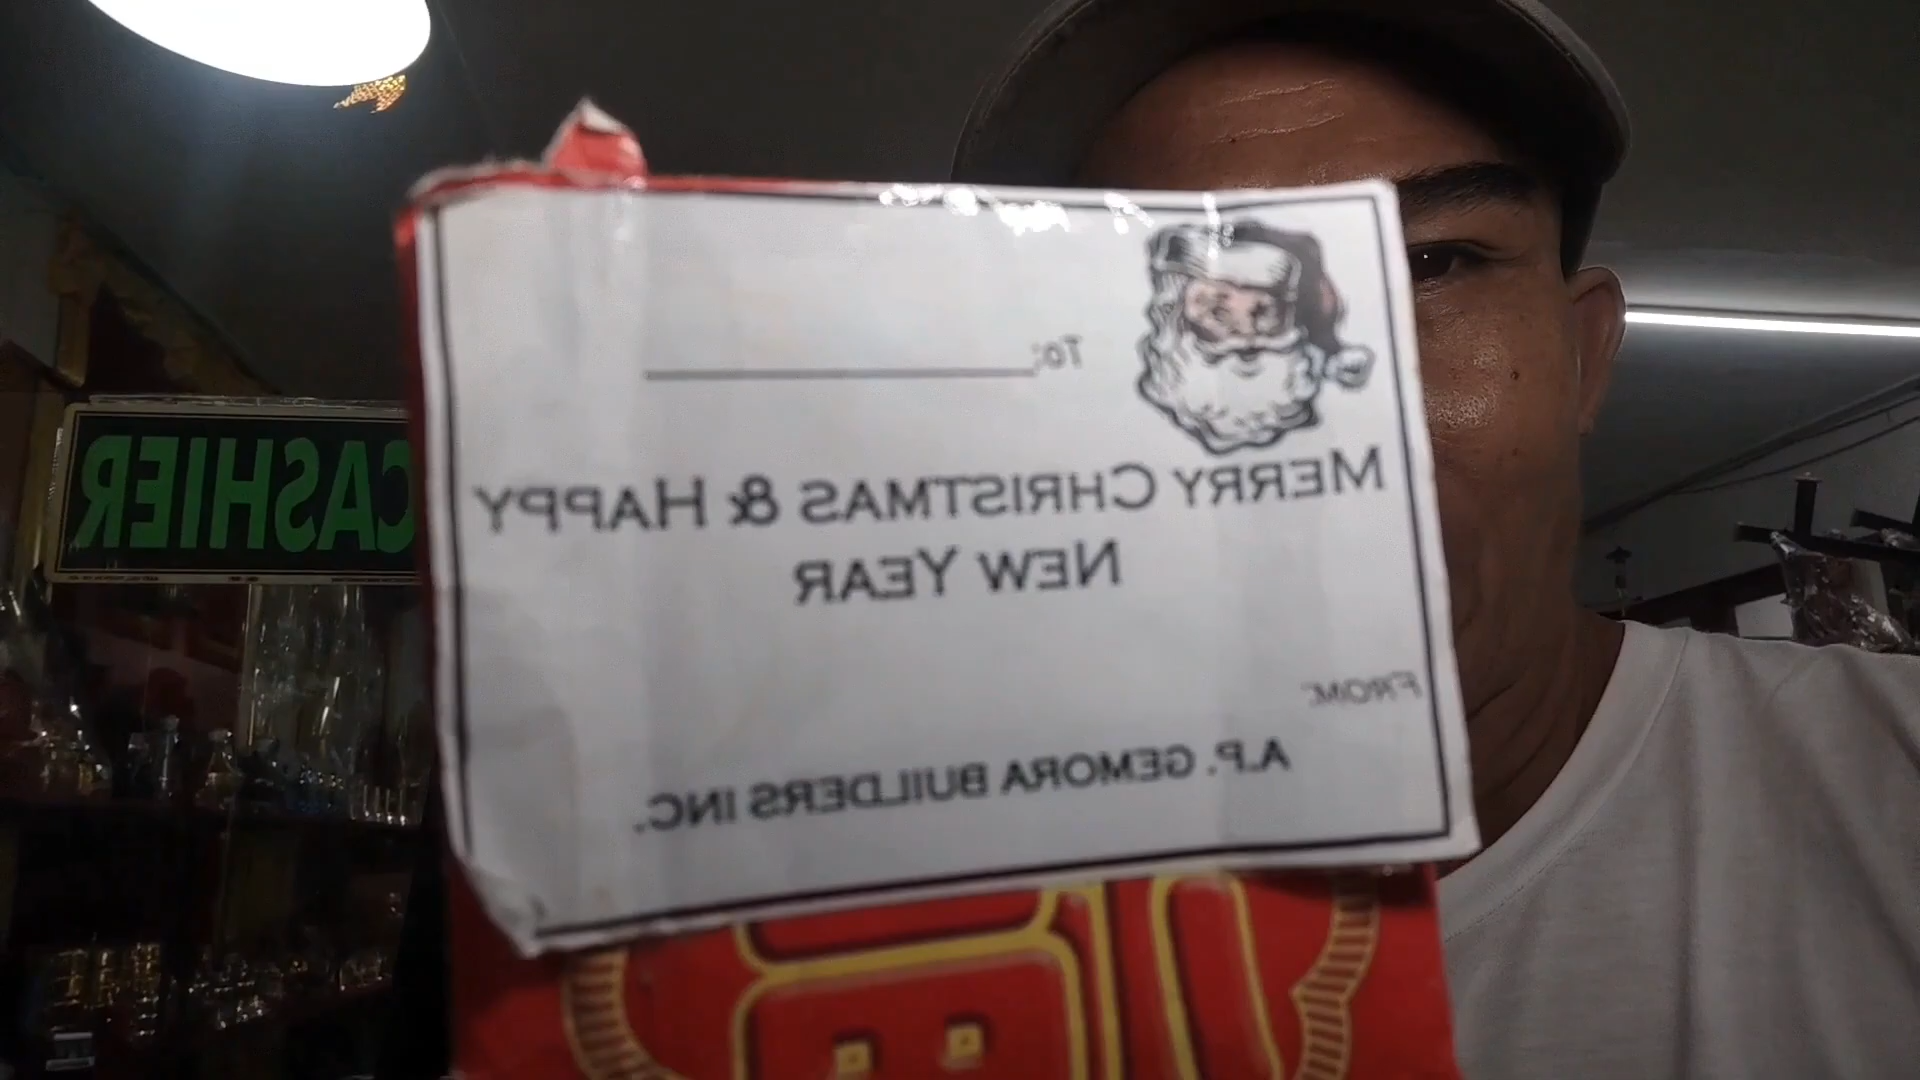 To:
MERRY CHRISTMAS & HAPPY
NEW YEAR
FROM:
A.P. GEMORA BUILDERS INC.
CASHIER